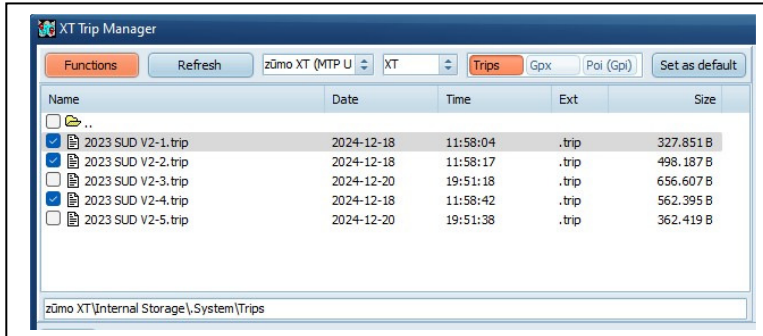 XT Trip Manager
Functions Refresh zūmo XT (MTP U XT Trips Gpx Poi (Gpi) Set as default
Name Date Time Ext Size
..
2023 SUD V2-1.trip 2024-12-18 11:58:04 .trip 327.851 B
2023 SUD V2-2.trip 2024-12-18 11:58:17 .trip 498.187 B
2023 SUD V2-3.trip 2024-12-20 19:51:18 .trip 656.607 B
2023 SUD V2-4.trip 2024-12-18 11:58:42 .trip 562.395 B
2023 SUD V2-5.trip 2024-12-20 19:51:38 .trip 362.419 B
zūmo XT\Internal Storage\.System\Trips